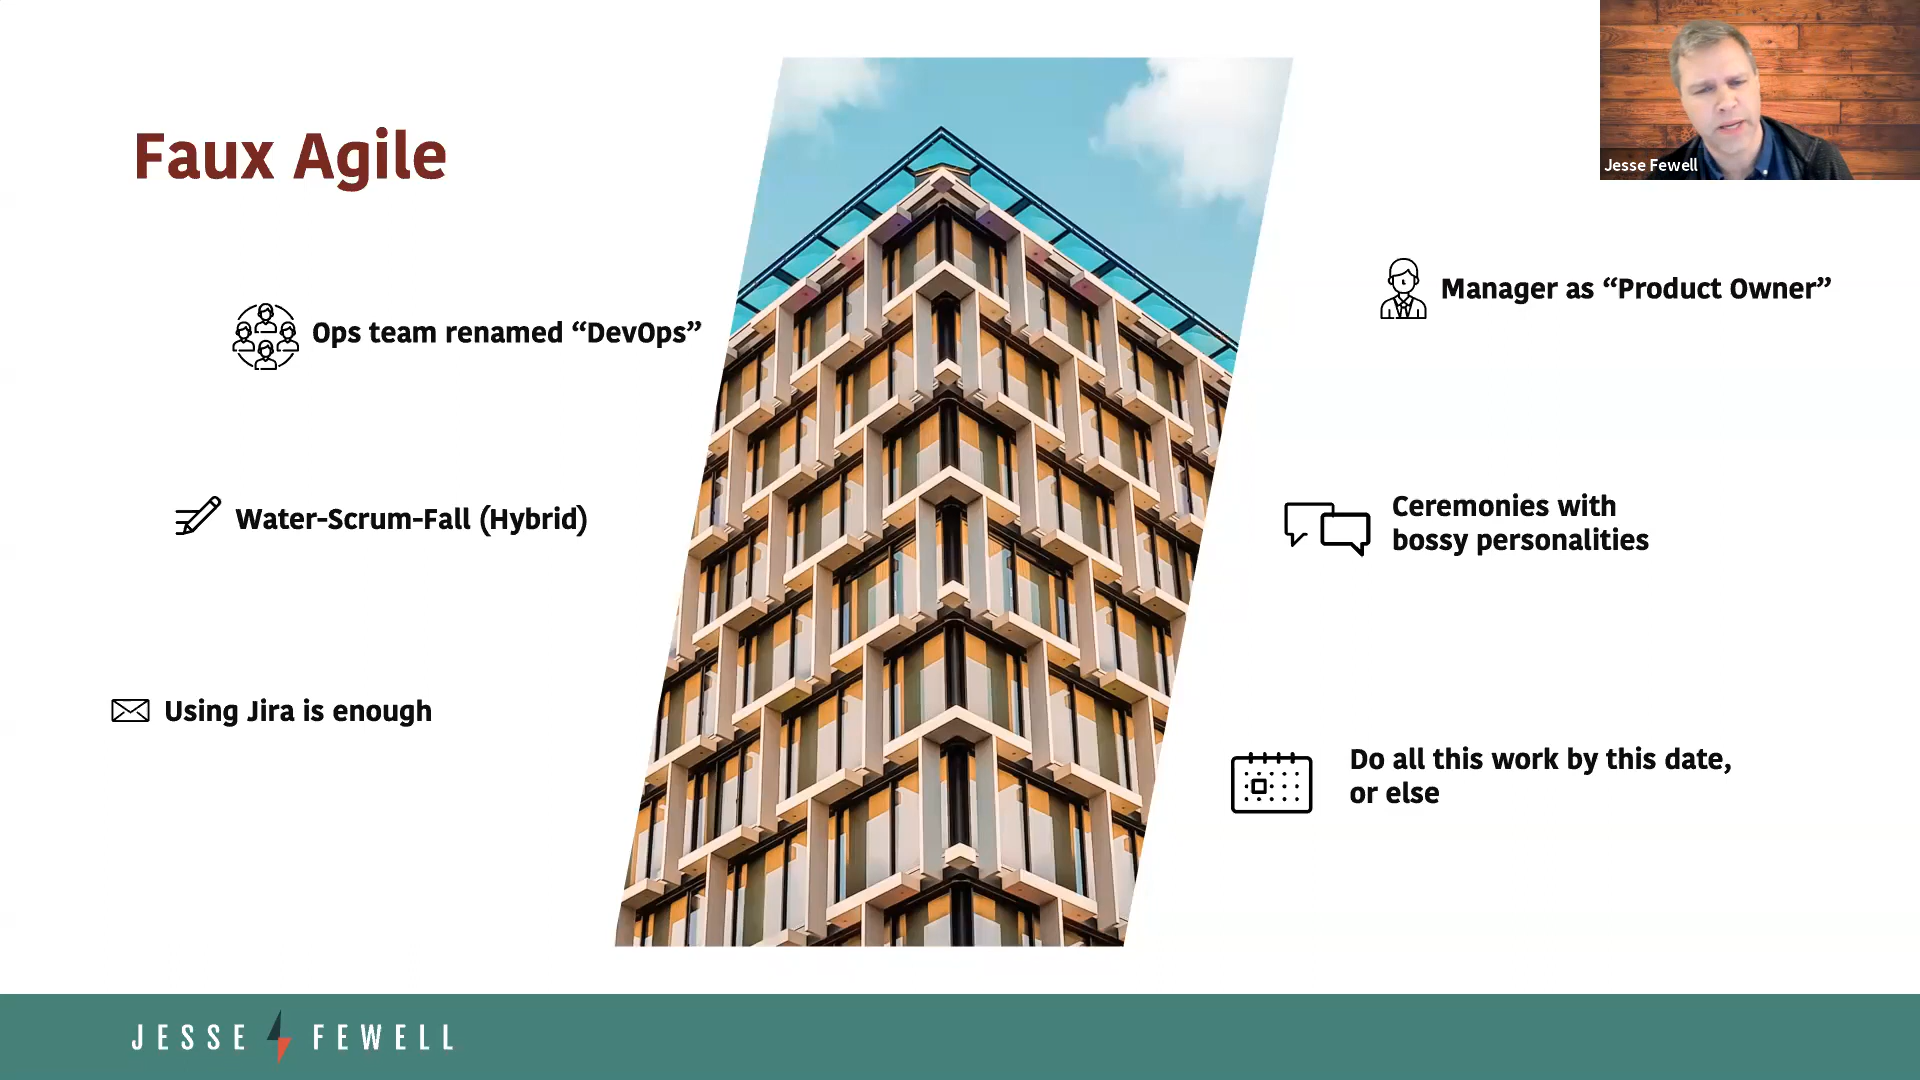 Faux Agile
Jesse Fewell
Ops team renamed “DevOps”
Manager as “Product Owner”
Water-Scrum-Fall (Hybrid)
Ceremonies with
bossy personalities
Using Jira is enough
Do all this work by this date,
or else
JESSE FEWELL